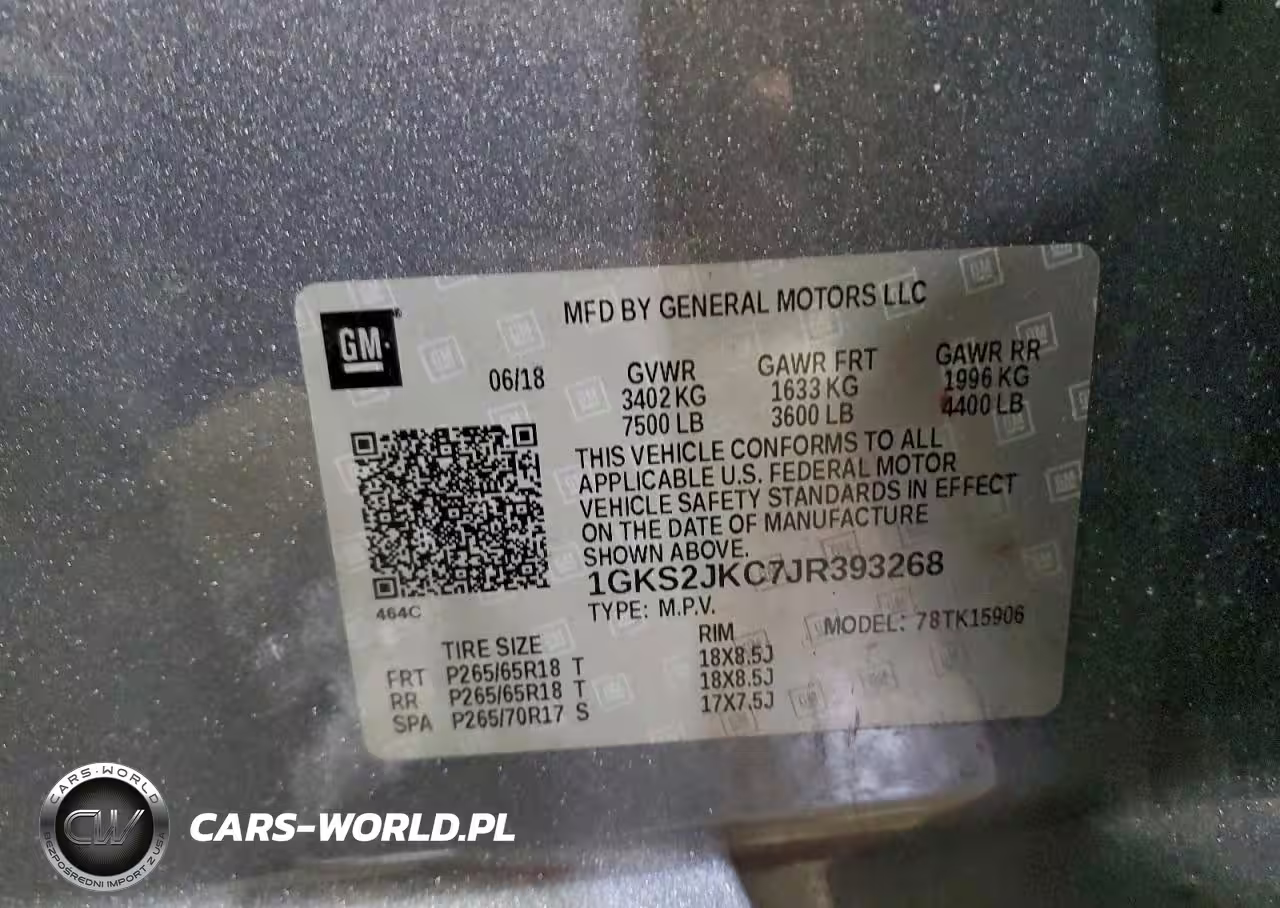 GM
MFD BY GENERAL MOTORS LLC
06/18
GVWR GAWR FRT GAWR RR
3402 KG 1633 KG 1996 KG
7500 LB 3600 LB 4400 LB
THIS VEHICLE CONFORMS TO ALL
APPLICABLE U.S. FEDERAL MOTOR
VEHICLE SAFETY STANDARDS IN EFFECT
ON THE DATE OF MANUFACTURE
SHOWN ABOVE.
1GKS2JKC7JR393268
464C
TYPE: M.P.V. MODEL: 78TK15906
TIRE SIZE RIM
FRT P265/65R18 T 18X8.5J
RR P265/65R18 T 18X8.5J
SPA P265/70R17 S 17X7.5J
CARS-WORLD
CW
BEZPOŚREDNI IMPORT Z USA
CARS-WORLD.PL